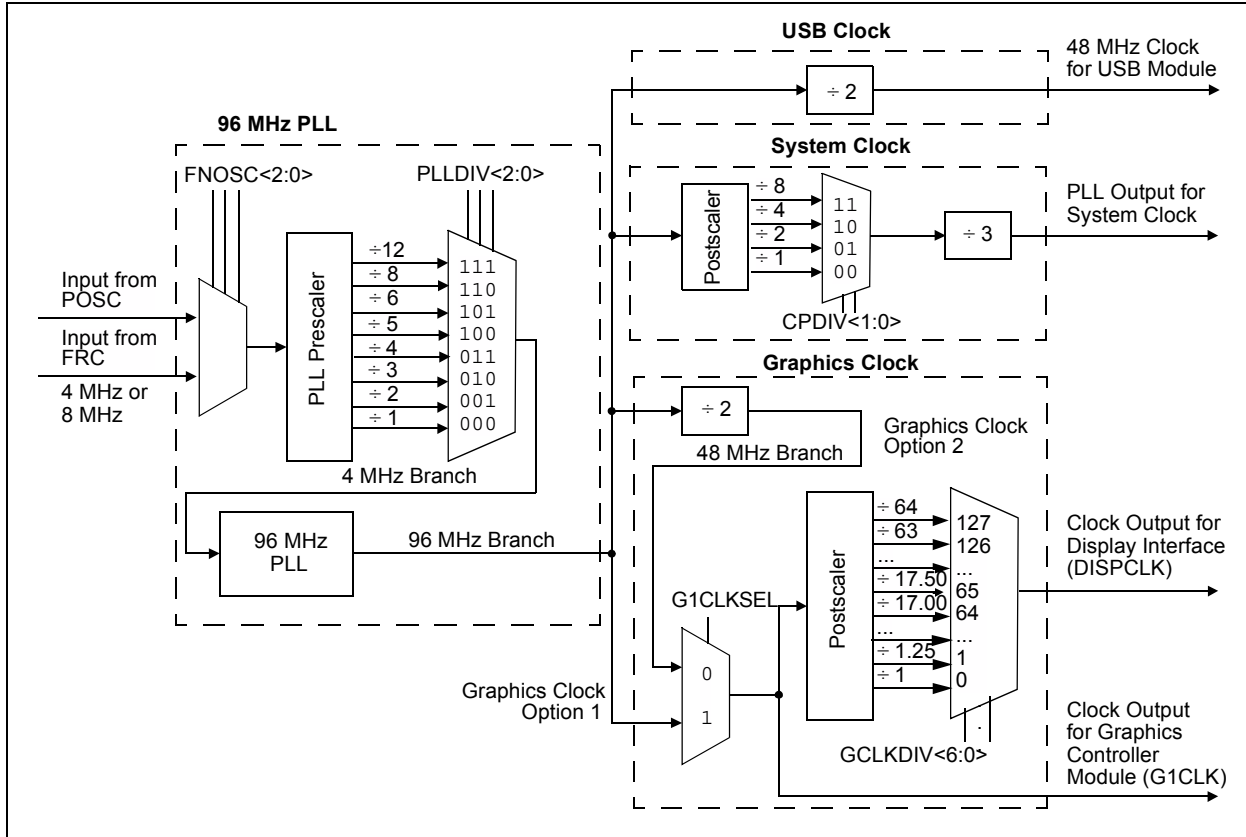 USB Clock
÷ 2
48 MHz Clock
for USB Module
96 MHz PLL
FNOSC<2:0>
PLLDIV<2:0>
Input from
POSC
Input from
FRC
4 MHz or
8 MHz
PLL Prescaler
÷12
÷ 8
÷ 6
÷ 5
÷ 4
÷ 3
÷ 2
÷ 1
111
110
101
100
011
010
001
000
4 MHz Branch
96 MHz
PLL
96 MHz Branch
System Clock
Postscaler
÷ 8
÷ 4
÷ 2
÷ 1
11
10
01
00
CPDIV<1:0>
÷ 3
PLL Output for
System Clock
Graphics Clock
÷ 2
48 MHz Branch
Graphics Clock
Option 2
G1CLKSEL
0
1
Graphics Clock
Option 1
Postscaler
÷ 64
÷ 63
...
÷ 17.50
÷ 17.00
...
÷ 1.25
÷ 1
127
126
...
65
64
...
1
0
GCLKDIV<6:0>
Clock Output for
Display Interface
(DISPCLK)
Clock Output
for Graphics
Controller
Module (G1CLK)